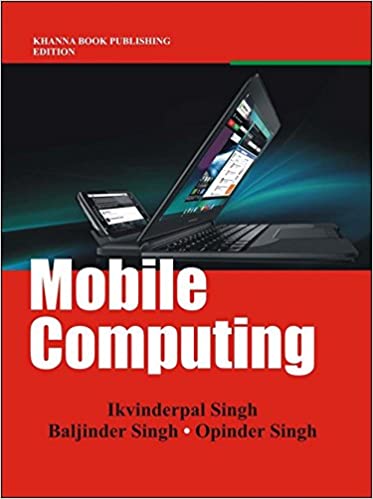 KHANNA BOOK PUBLISHING
EDITION
Mobile
Computing
Ikvinderpal Singh
Baljinder Singh • Opinder Singh